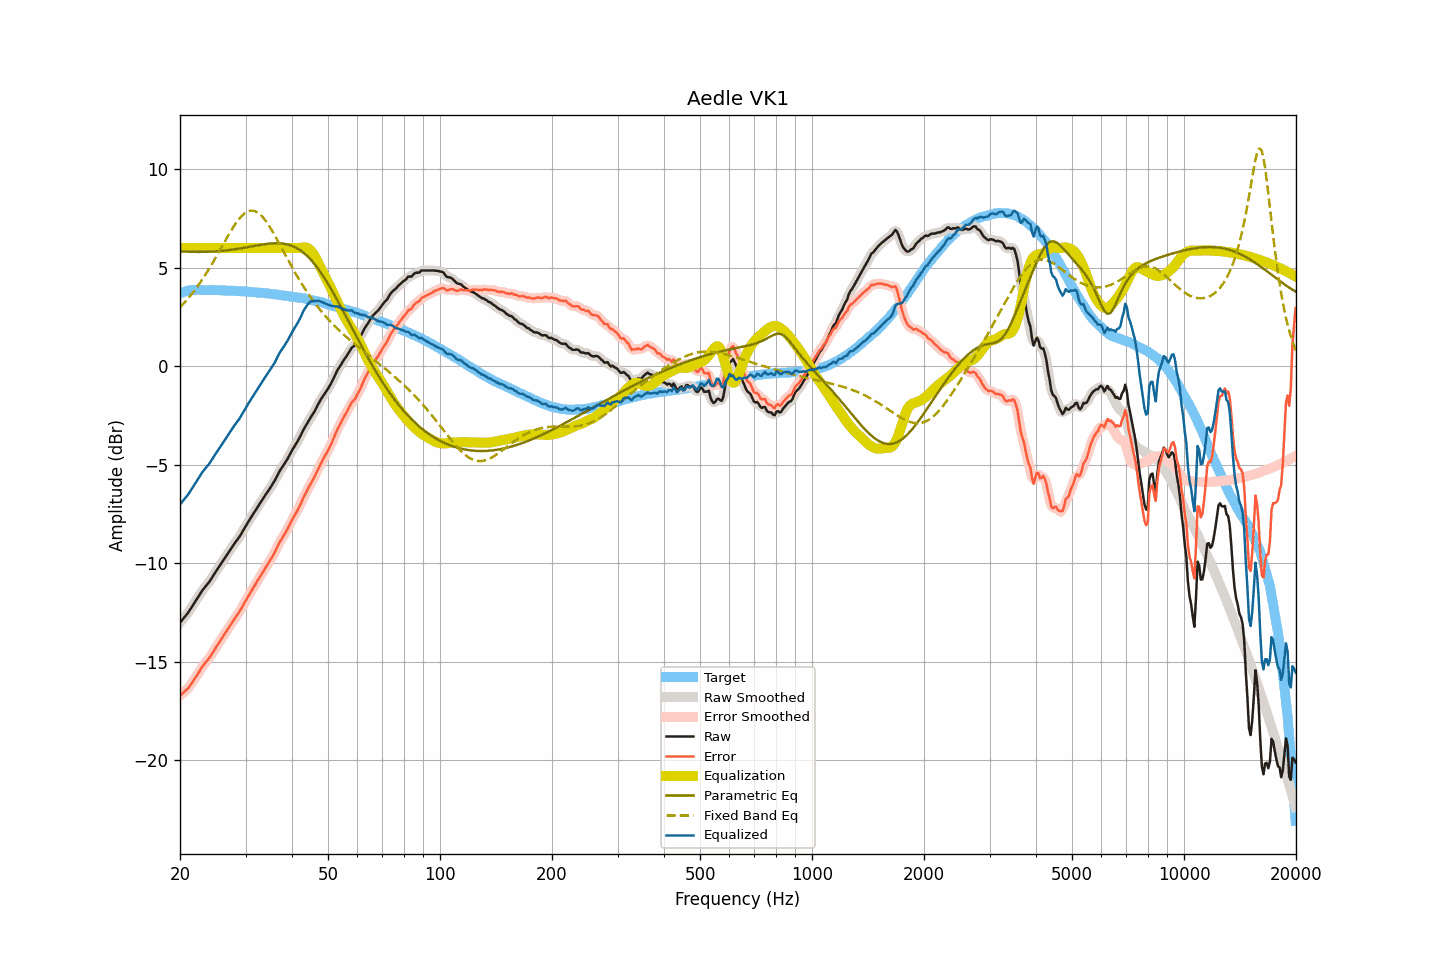 Aedle VK1
Amplitude (dBr)
10
5
0
−5
−10
−15
−20
Target
Raw Smoothed
Error Smoothed
Raw
Error
Equalization
Parametric Eq
Fixed Band Eq
Equalized
20 50 100 200 500 1000 2000 5000 10000 20000
Frequency (Hz)